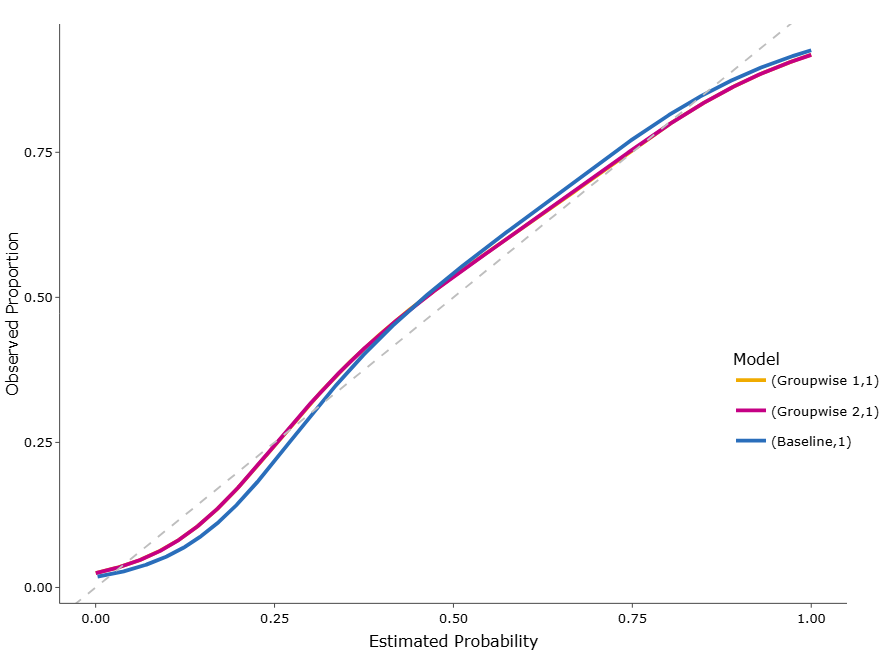 0.75
0.50
0.25
0.00
Observed Proportion
0.00 0.25 0.50 0.75 1.00
Estimated Probability
Model
(Groupwise 1,1)
(Groupwise 2,1)
(Baseline,1)